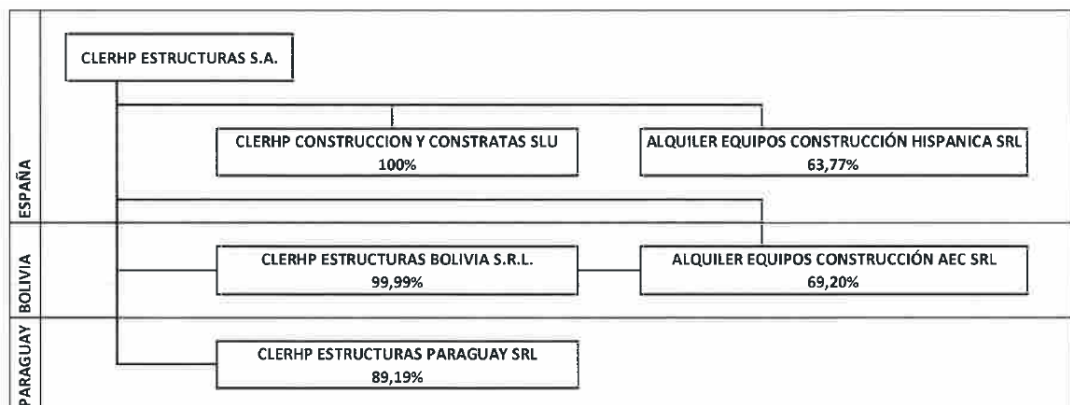 ESPAÑA
CLERHP ESTRUCTURAS S.A.
CLERHP CONSTRUCCION Y CONSTRATAS SLU
100%
ALQUILER EQUIPOS CONSTRUCCIÓN HISPANICA SRL
63,77%
BOLIVIA
CLERHP ESTRUCTURAS BOLIVIA S.R.L.
99,99%
ALQUILER EQUIPOS CONSTRUCCIÓN AEC SRL
69,20%
PARAGUAY
CLERHP ESTRUCTURAS PARAGUAY SRL
89,19%